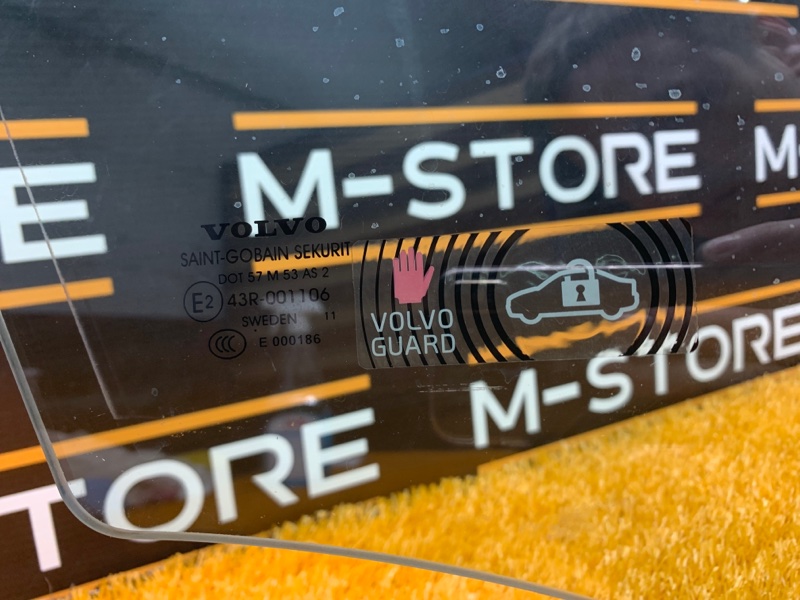 E M-STORE M-
VOLVO
SAINT-GOBAIN SEKURIT
DOT 57 M 53 AS 2
E2 43R-001106
SWEDEN 11
CCC E 000186
VOLVO
GUARD
TORE M-STORE